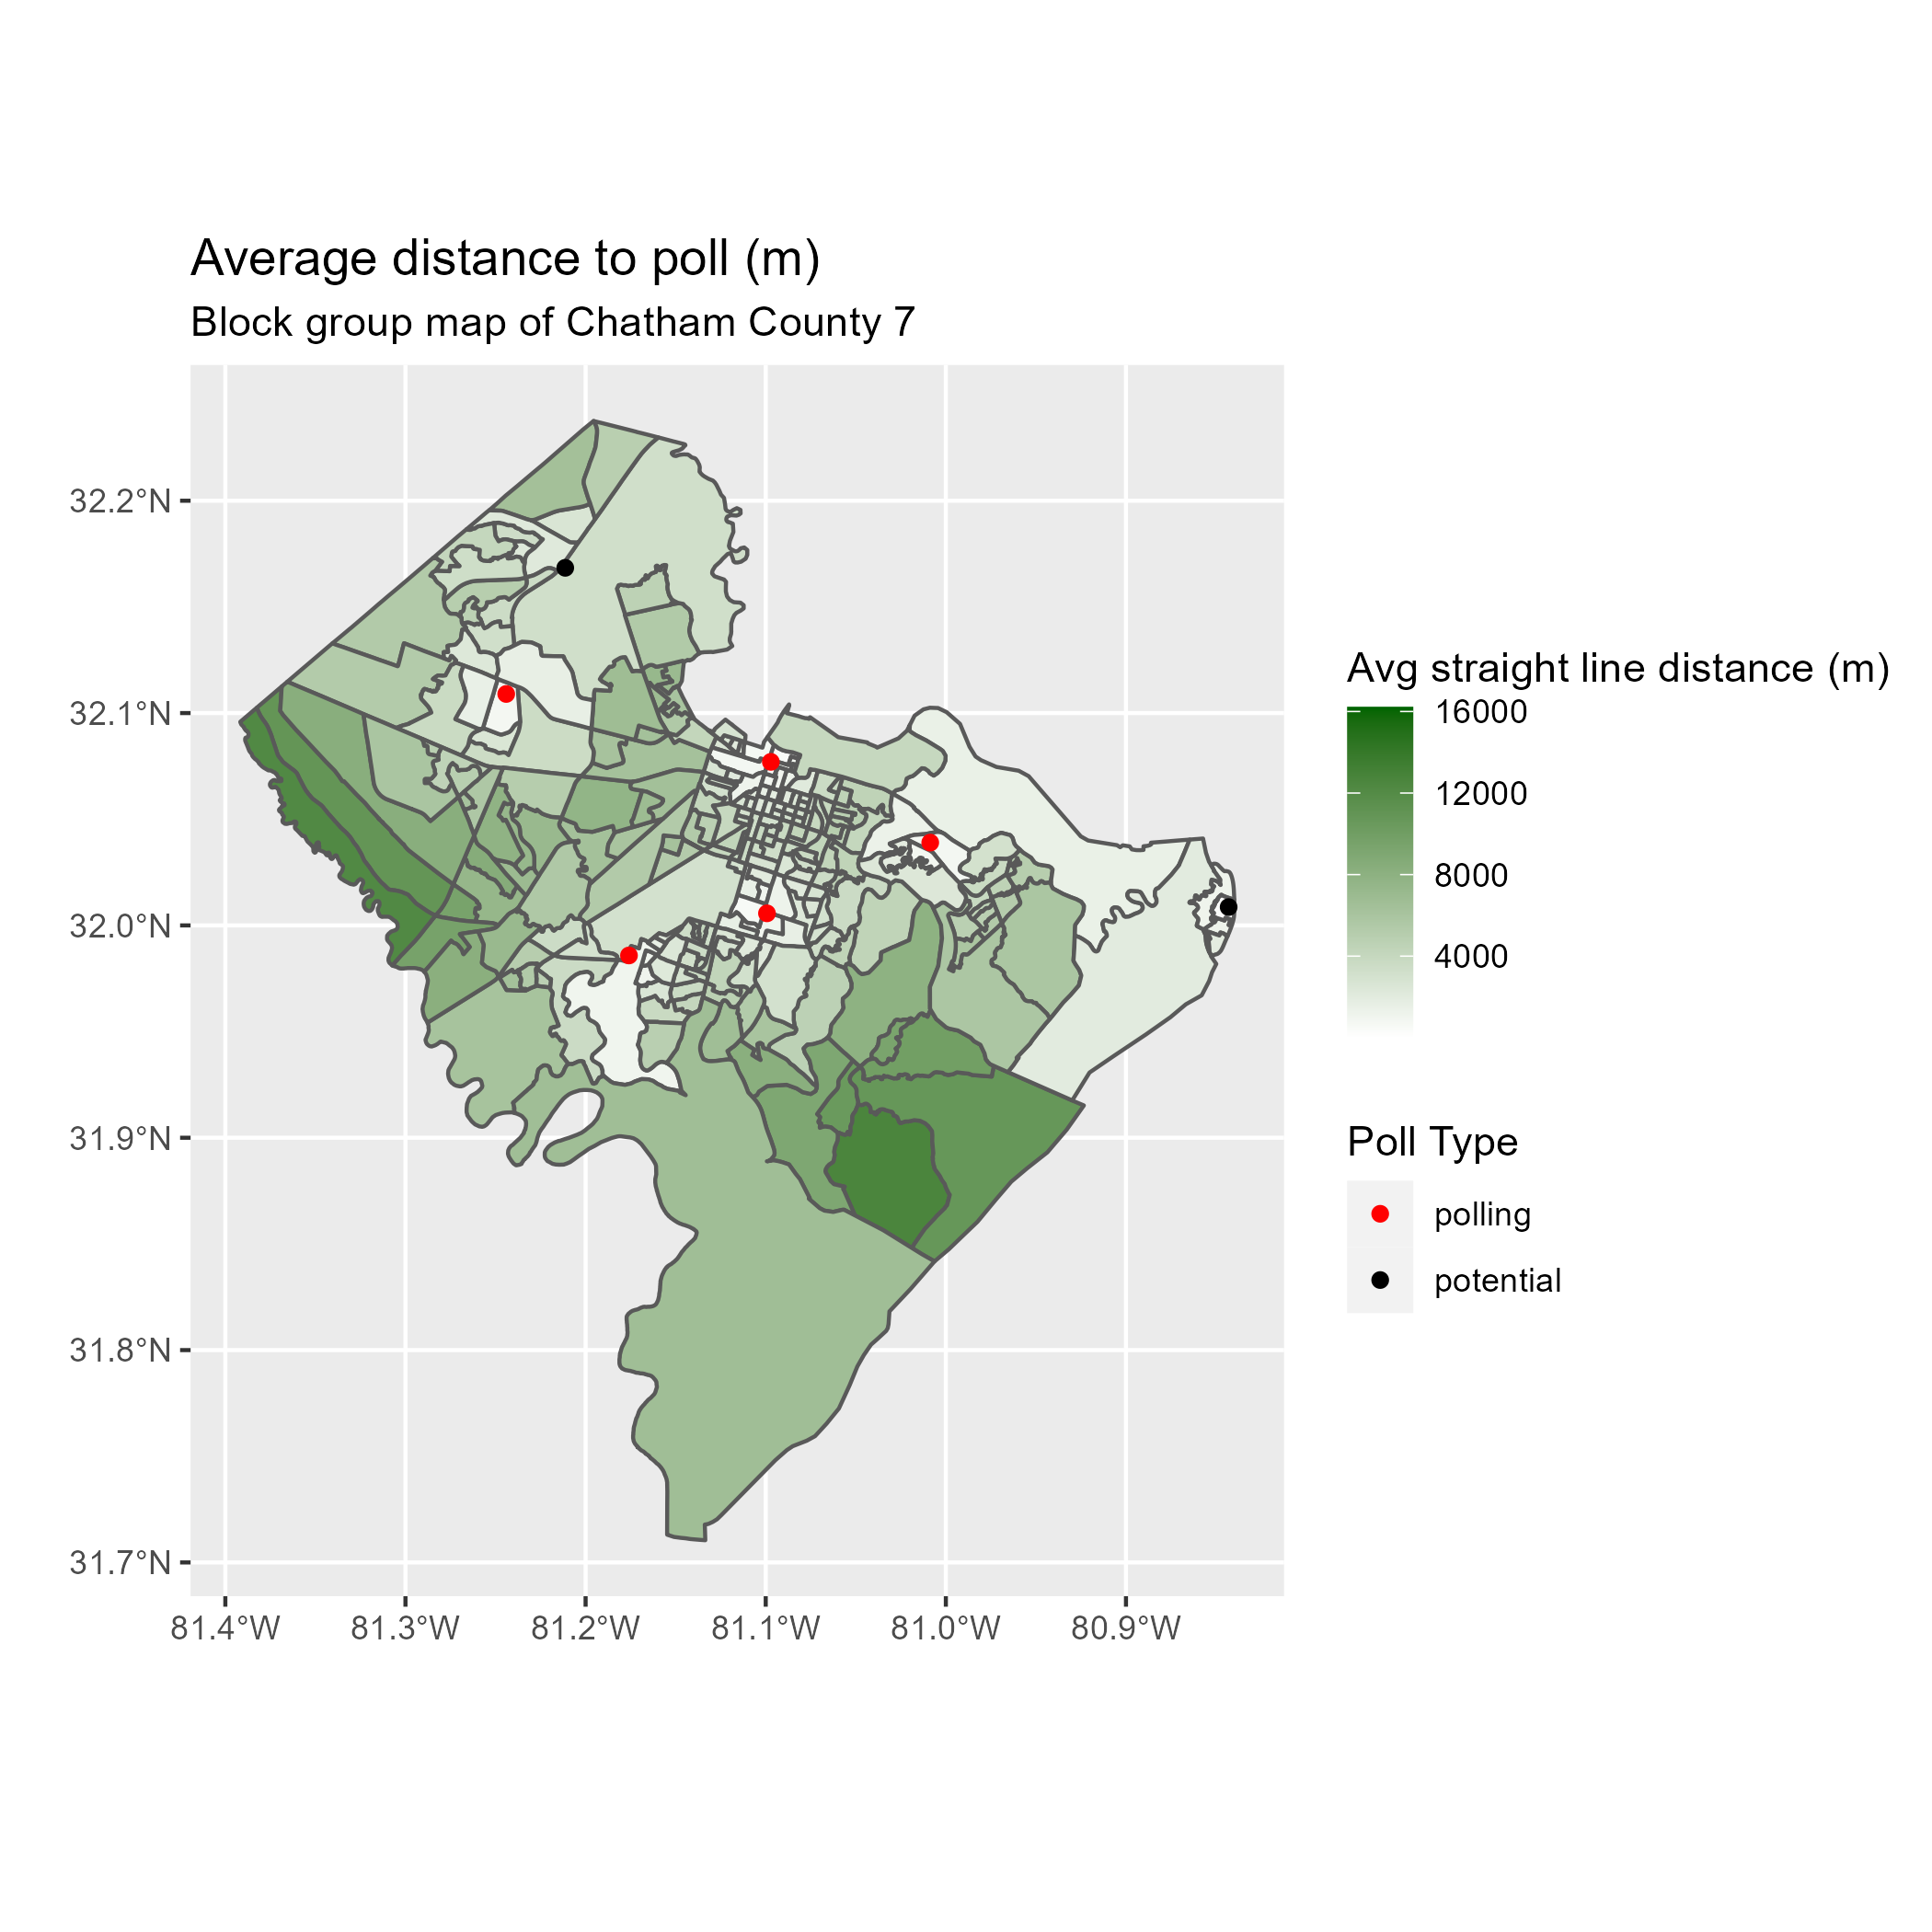 Average distance to poll (m)
Block group map of Chatham County 7
32.2°N
32.1°N
32.0°N
31.9°N
31.8°N
31.7°N
81.4°W 81.3°W 81.2°W 81.1°W 81.0°W 80.9°W
Avg straight line distance (m)
16000
12000
8000
4000
Poll Type
polling
potential